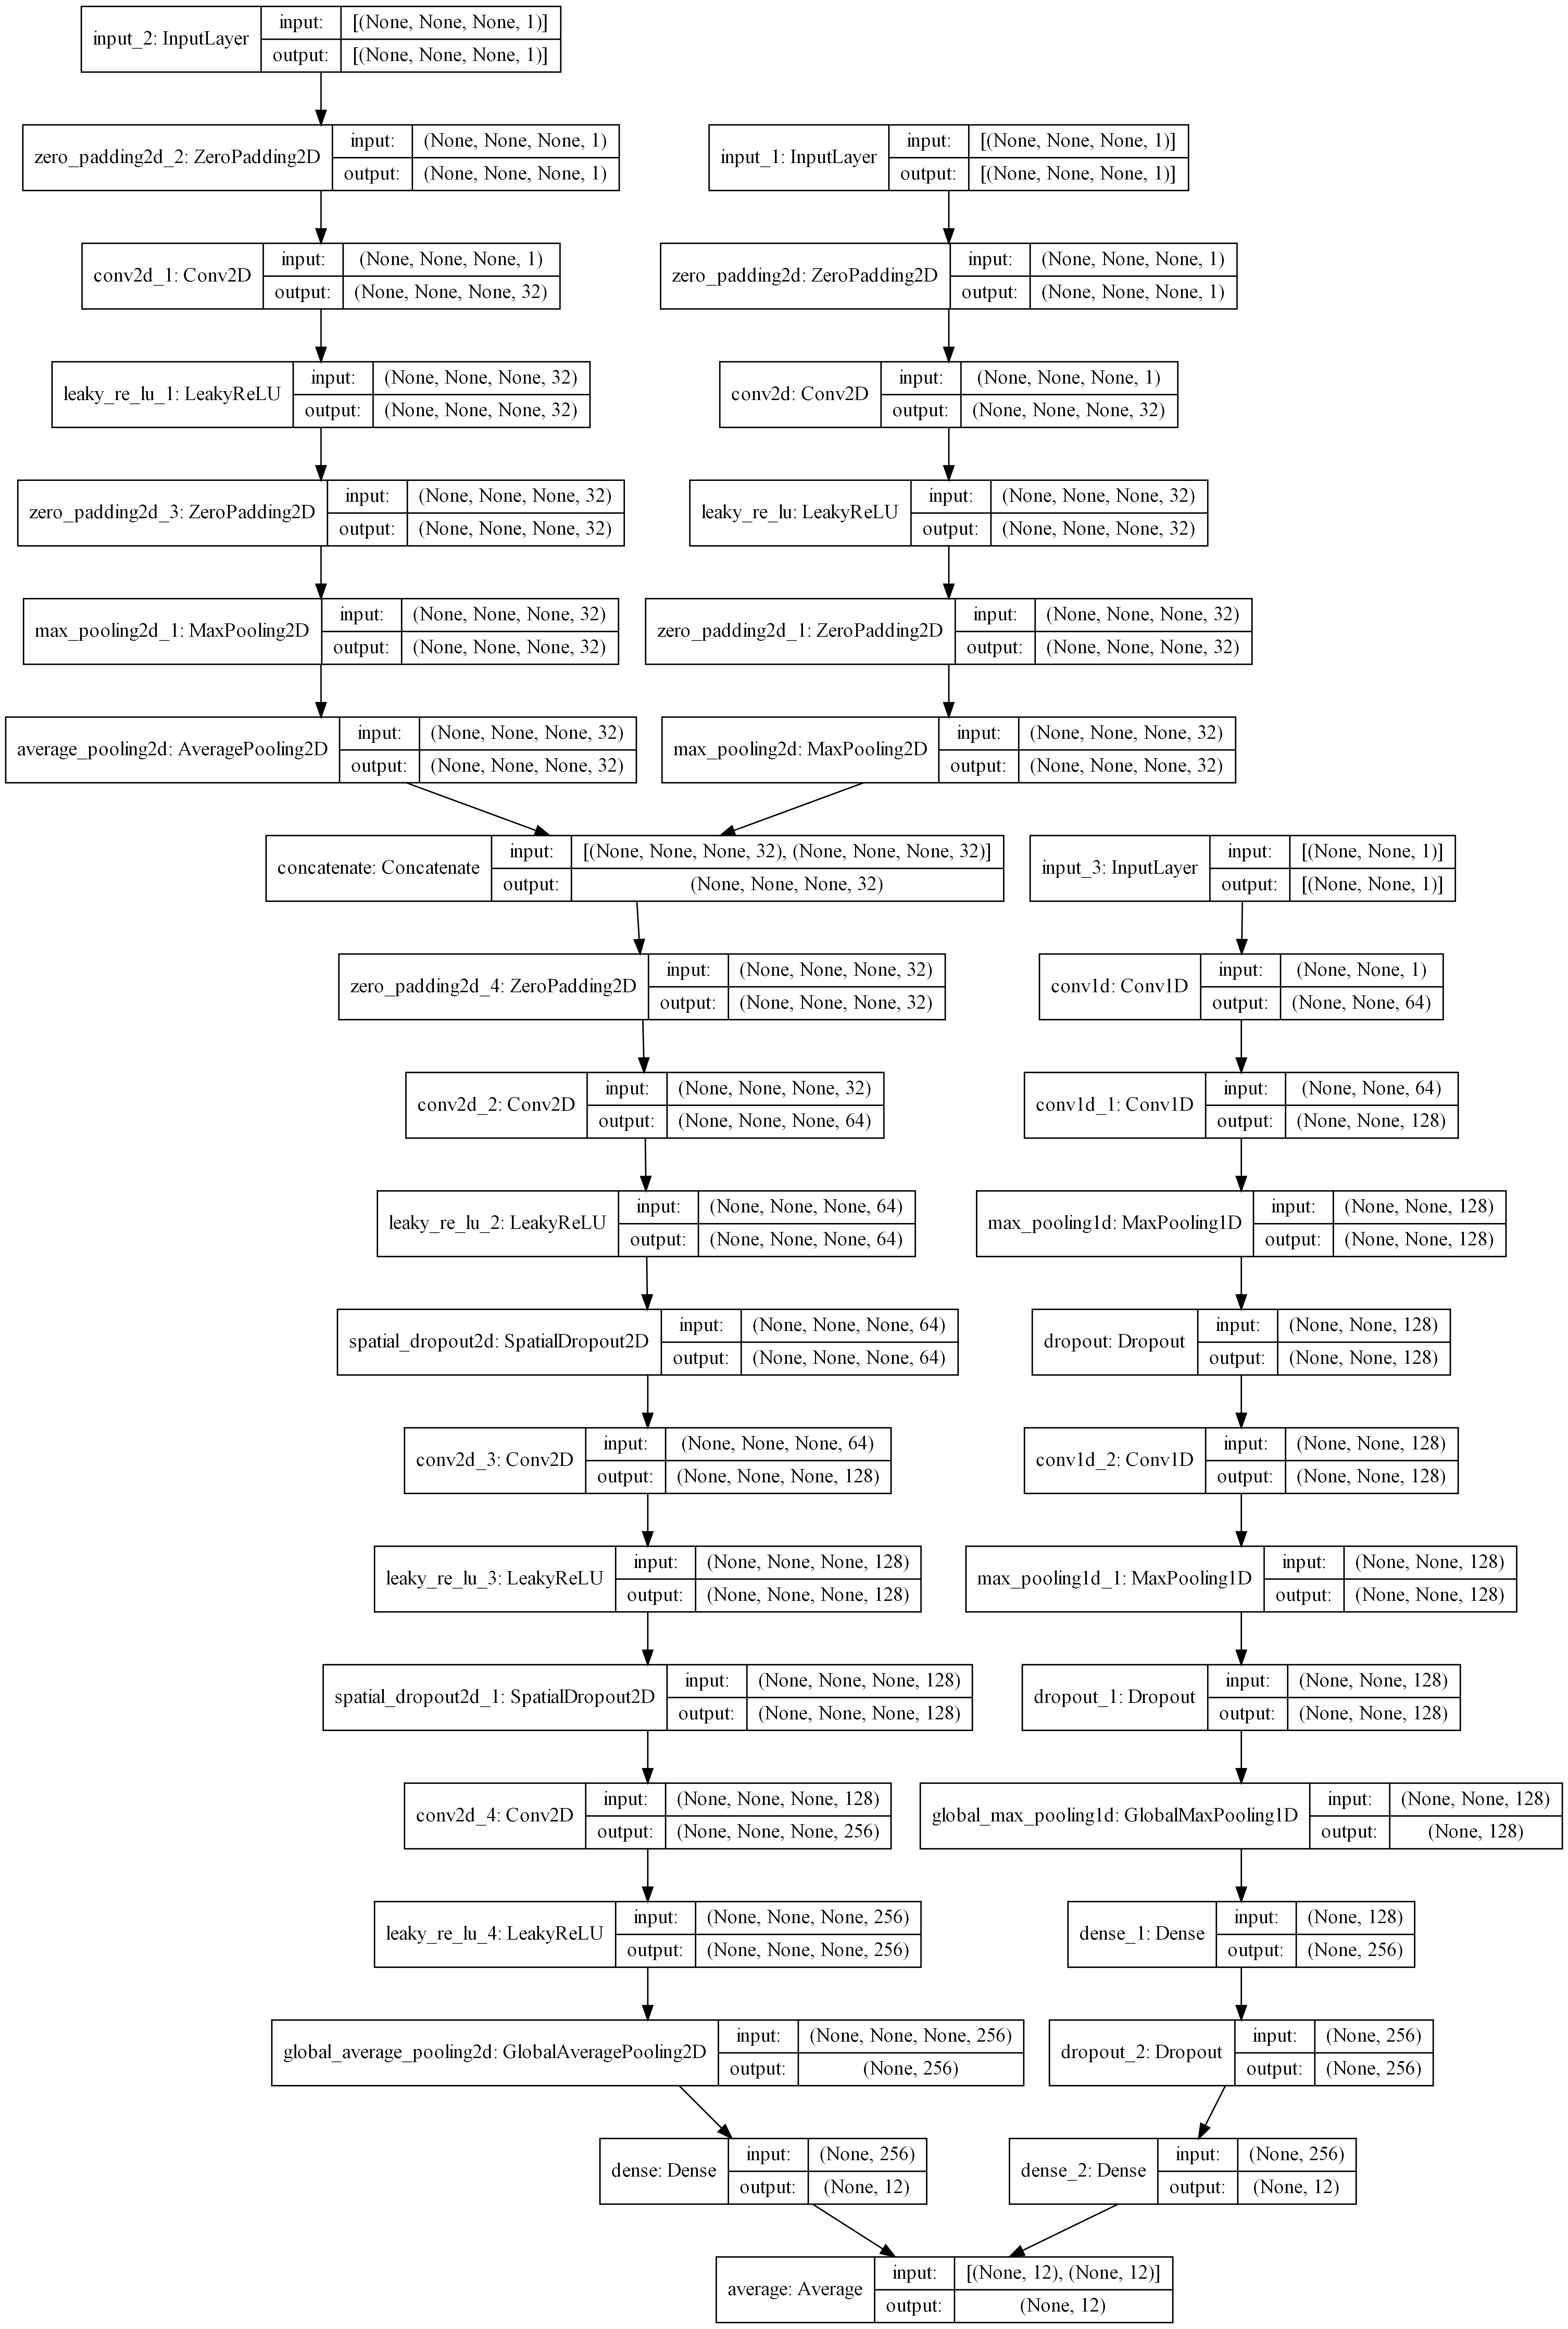 input_2: InputLayer
input:
[(None, None, None, 1)]
output:
[(None, None, None, 1)]
zero_padding2d_2: ZeroPadding2D
input:
(None, None, None, 1)
output:
(None, None, None, 1)
input_1: InputLayer
input:
[(None, None, None, 1)]
output:
[(None, None, None, 1)]
conv2d_1: Conv2D
input:
(None, None, None, 1)
output:
(None, None, None, 32)
zero_padding2d: ZeroPadding2D
input:
(None, None, None, 1)
output:
(None, None, None, 1)
leaky_re_lu_1: LeakyReLU
input:
(None, None, None, 32)
output:
(None, None, None, 32)
conv2d: Conv2D
input:
(None, None, None, 1)
output:
(None, None, None, 32)
zero_padding2d_3: ZeroPadding2D
input:
(None, None, None, 32)
output:
(None, None, None, 32)
leaky_re_lu: LeakyReLU
input:
(None, None, None, 32)
output:
(None, None, None, 32)
max_pooling2d_1: MaxPooling2D
input:
(None, None, None, 32)
output:
(None, None, None, 32)
zero_padding2d_1: ZeroPadding2D
input:
(None, None, None, 32)
output:
(None, None, None, 32)
average_pooling2d: AveragePooling2D
input:
(None, None, None, 32)
output:
(None, None, None, 32)
max_pooling2d: MaxPooling2D
input:
(None, None, None, 32)
output:
(None, None, None, 32)
concatenate: Concatenate
input:
[(None, None, None, 32), (None, None, None, 32)]
output:
(None, None, None, 32)
input_3: InputLayer
input:
[(None, None, 1)]
output:
[(None, None, 1)]
zero_padding2d_4: ZeroPadding2D
input:
(None, None, None, 32)
output:
(None, None, None, 32)
conv1d: Conv1D
input:
(None, None, 1)
output:
(None, None, 64)
conv2d_2: Conv2D
input:
(None, None, None, 32)
output:
(None, None, None, 64)
conv1d_1: Conv1D
input:
(None, None, 64)
output:
(None, None, 128)
leaky_re_lu_2: LeakyReLU
input:
(None, None, None, 64)
output:
(None, None, None, 64)
max_pooling1d: MaxPooling1D
input:
(None, None, 128)
output:
(None, None, 128)
spatial_dropout2d: SpatialDropout2D
input:
(None, None, None, 64)
output:
(None, None, None, 64)
dropout: Dropout
input:
(None, None, 128)
output:
(None, None, 128)
conv2d_3: Conv2D
input:
(None, None, None, 64)
output:
(None, None, None, 128)
conv1d_2: Conv1D
input:
(None, None, 128)
output:
(None, None, 128)
leaky_re_lu_3: LeakyReLU
input:
(None, None, None, 128)
output:
(None, None, None, 128)
max_pooling1d_1: MaxPooling1D
input:
(None, None, 128)
output:
(None, None, 128)
spatial_dropout2d_1: SpatialDropout2D
input:
(None, None, None, 128)
output:
(None, None, None, 128)
dropout_1: Dropout
input:
(None, None, 128)
output:
(None, None, 128)
conv2d_4: Conv2D
input:
(None, None, None, 128)
output:
(None, None, None, 256)
global_max_pooling1d: GlobalMaxPooling1D
input:
(None, None, 128)
output:
(None, 128)
leaky_re_lu_4: LeakyReLU
input:
(None, None, None, 256)
output:
(None, None, None, 256)
dense_1: Dense
input:
(None, 128)
output:
(None, 256)
global_average_pooling2d: GlobalAveragePooling2D
input:
(None, None, None, 256)
output:
(None, 256)
dropout_2: Dropout
input:
(None, 256)
output:
(None, 256)
dense: Dense
input:
(None, 256)
output:
(None, 12)
dense_2: Dense
input:
(None, 256)
output:
(None, 12)
average: Average
input:
[(None, 12), (None, 12)]
output:
(None, 12)